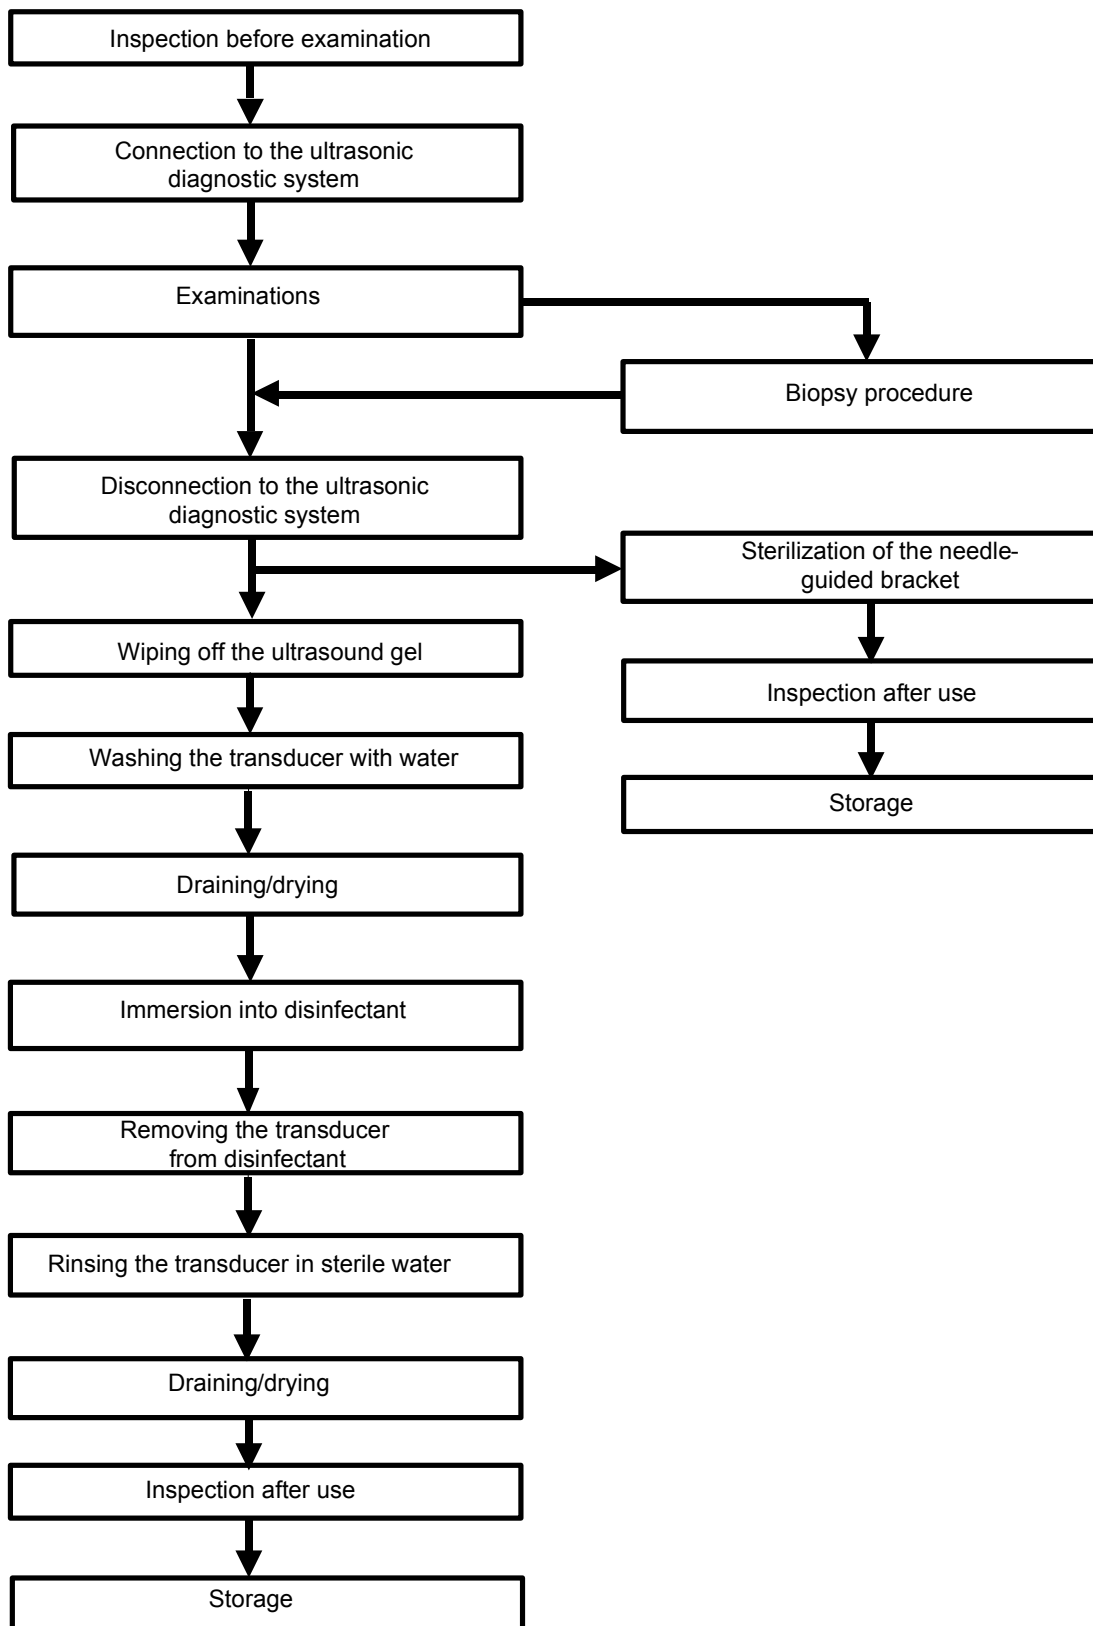 Inspection before examination
Connection to the ultrasonic
diagnostic system
Examinations
Biopsy procedure
Disconnection to the ultrasonic
diagnostic system
Sterilization of the needle-
guided bracket
Wiping off the ultrasound gel
Inspection after use
Washing the transducer with water
Storage
Draining/drying
Immersion into disinfectant
Removing the transducer
from disinfectant
Rinsing the transducer in sterile water
Draining/drying
Inspection after use
Storage